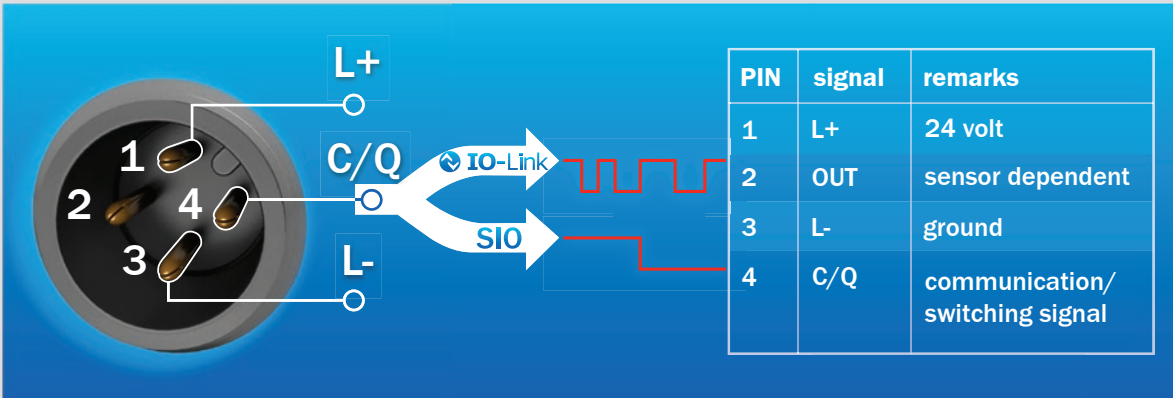 L+
1
C/Q
IO-Link
2
4
SIO
3
L-
PIN signal remarks
1 L+ 24 volt
2 OUT sensor dependent
3 L- ground
4 C/Q communication/
switching signal